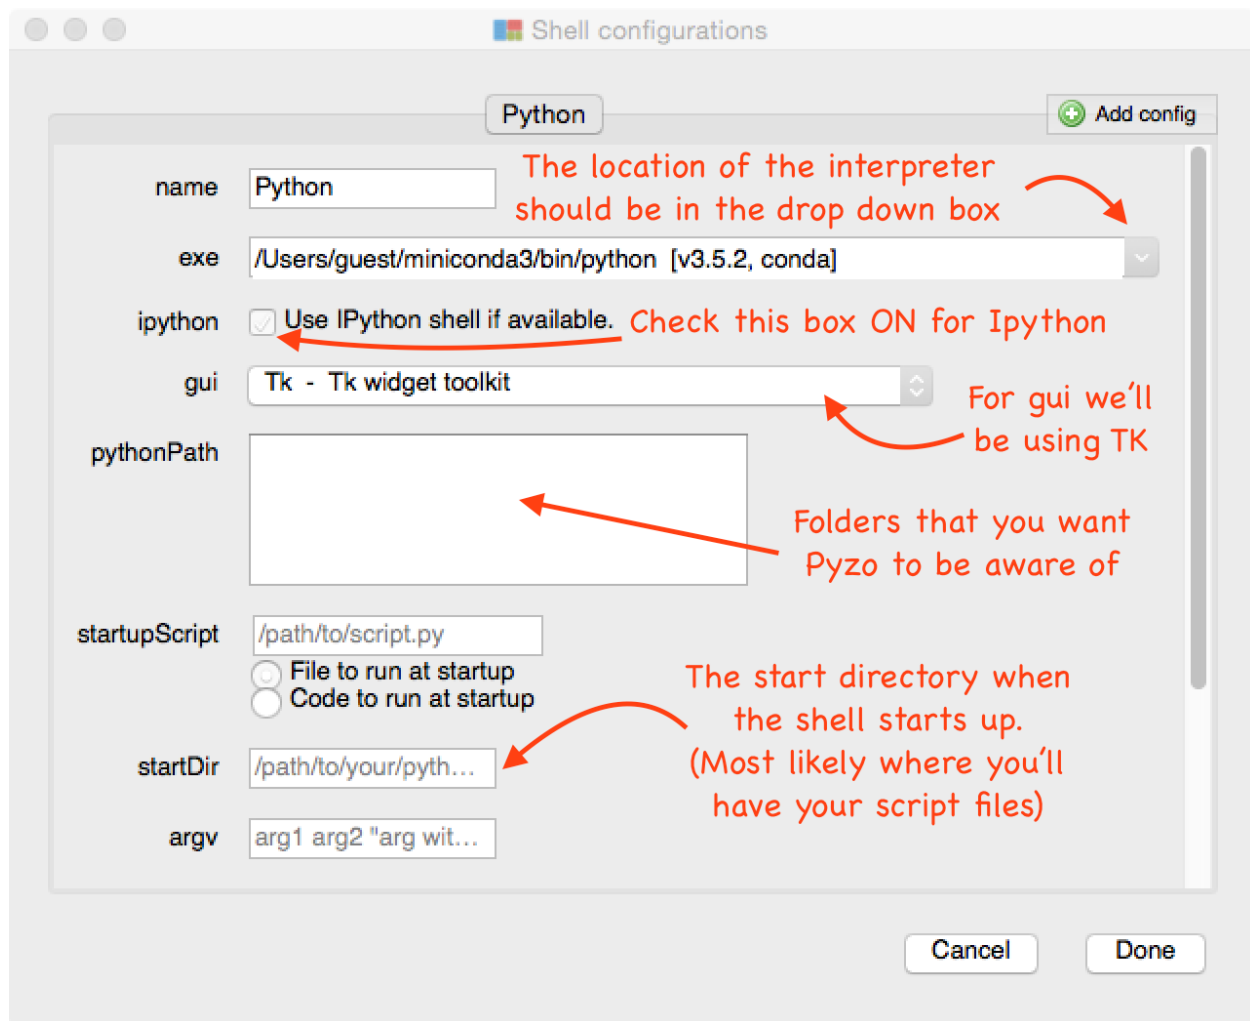 Shell configurations
Python
Add config
name
Python
The location of the interpreter
should be in the drop down box
exe
/Users/guest/miniconda3/bin/python [v3.5.2, conda]
ipython
Use IPython shell if available.
Check this box ON for Ipython
gui
Tk - Tk widget toolkit
For gui we'll
be using TK
pythonPath
Folders that you want
Pyzo to be aware of
startupScript
/path/to/script.py
File to run at startup
Code to run at startup
The start directory when
the shell starts up.
(Most likely where you'll
have your script files)
startDir
/path/to/your/pyth...
argv
arg1 arg2 "arg wit...
Cancel
Done